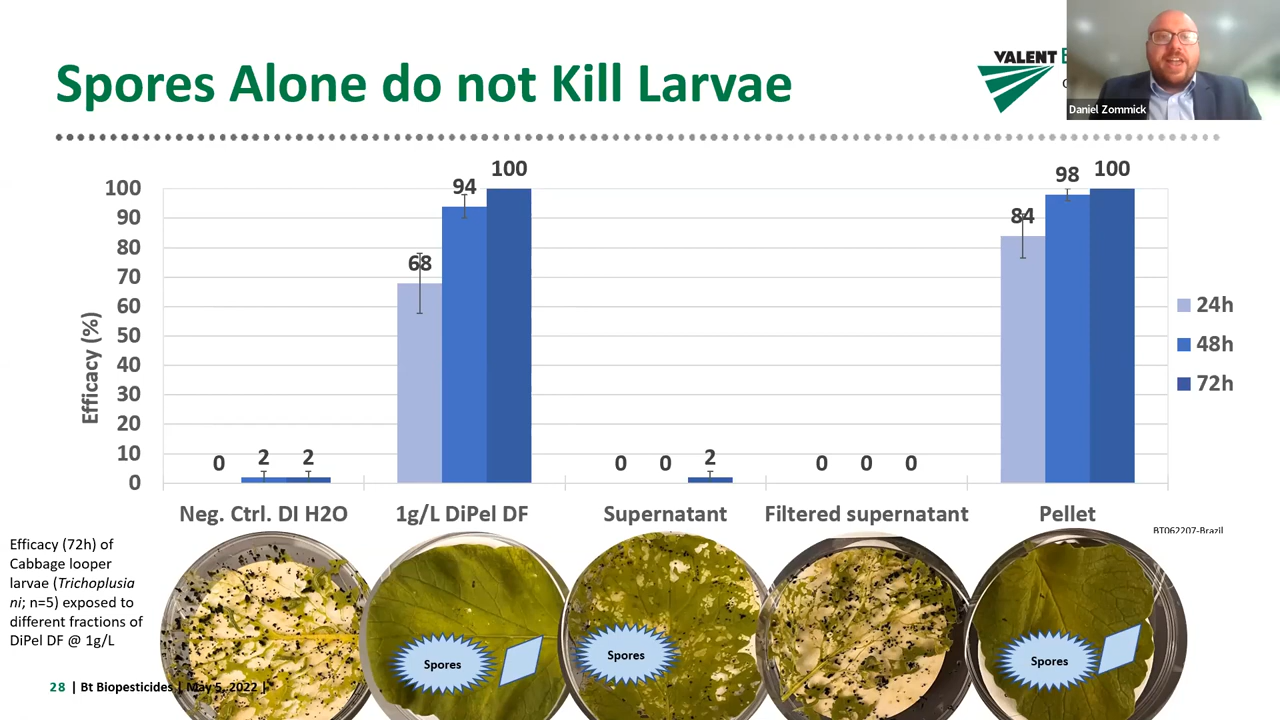 Spores Alone do not Kill Larvae
VALENT
Daniel Zommick
Efficacy (%)
100
90
80
70
60
50
40
30
20
10
0
0 2 2
68 94 100
0 0 2
0 0 0
84 98 100
24h
48h
72h
Neg. Ctrl. DI H2O 1g/L DiPel DF Supernatant Filtered supernatant Pellet
BT062207-Brazil
Efficacy (72h) of
Cabbage looper
larvae (Trichoplusia
ni; n=5) exposed to
different fractions of
DiPel DF @ 1g/L
Spores
Spores
Spores
28 | Bt Biopesticides | May 5, 2022 |